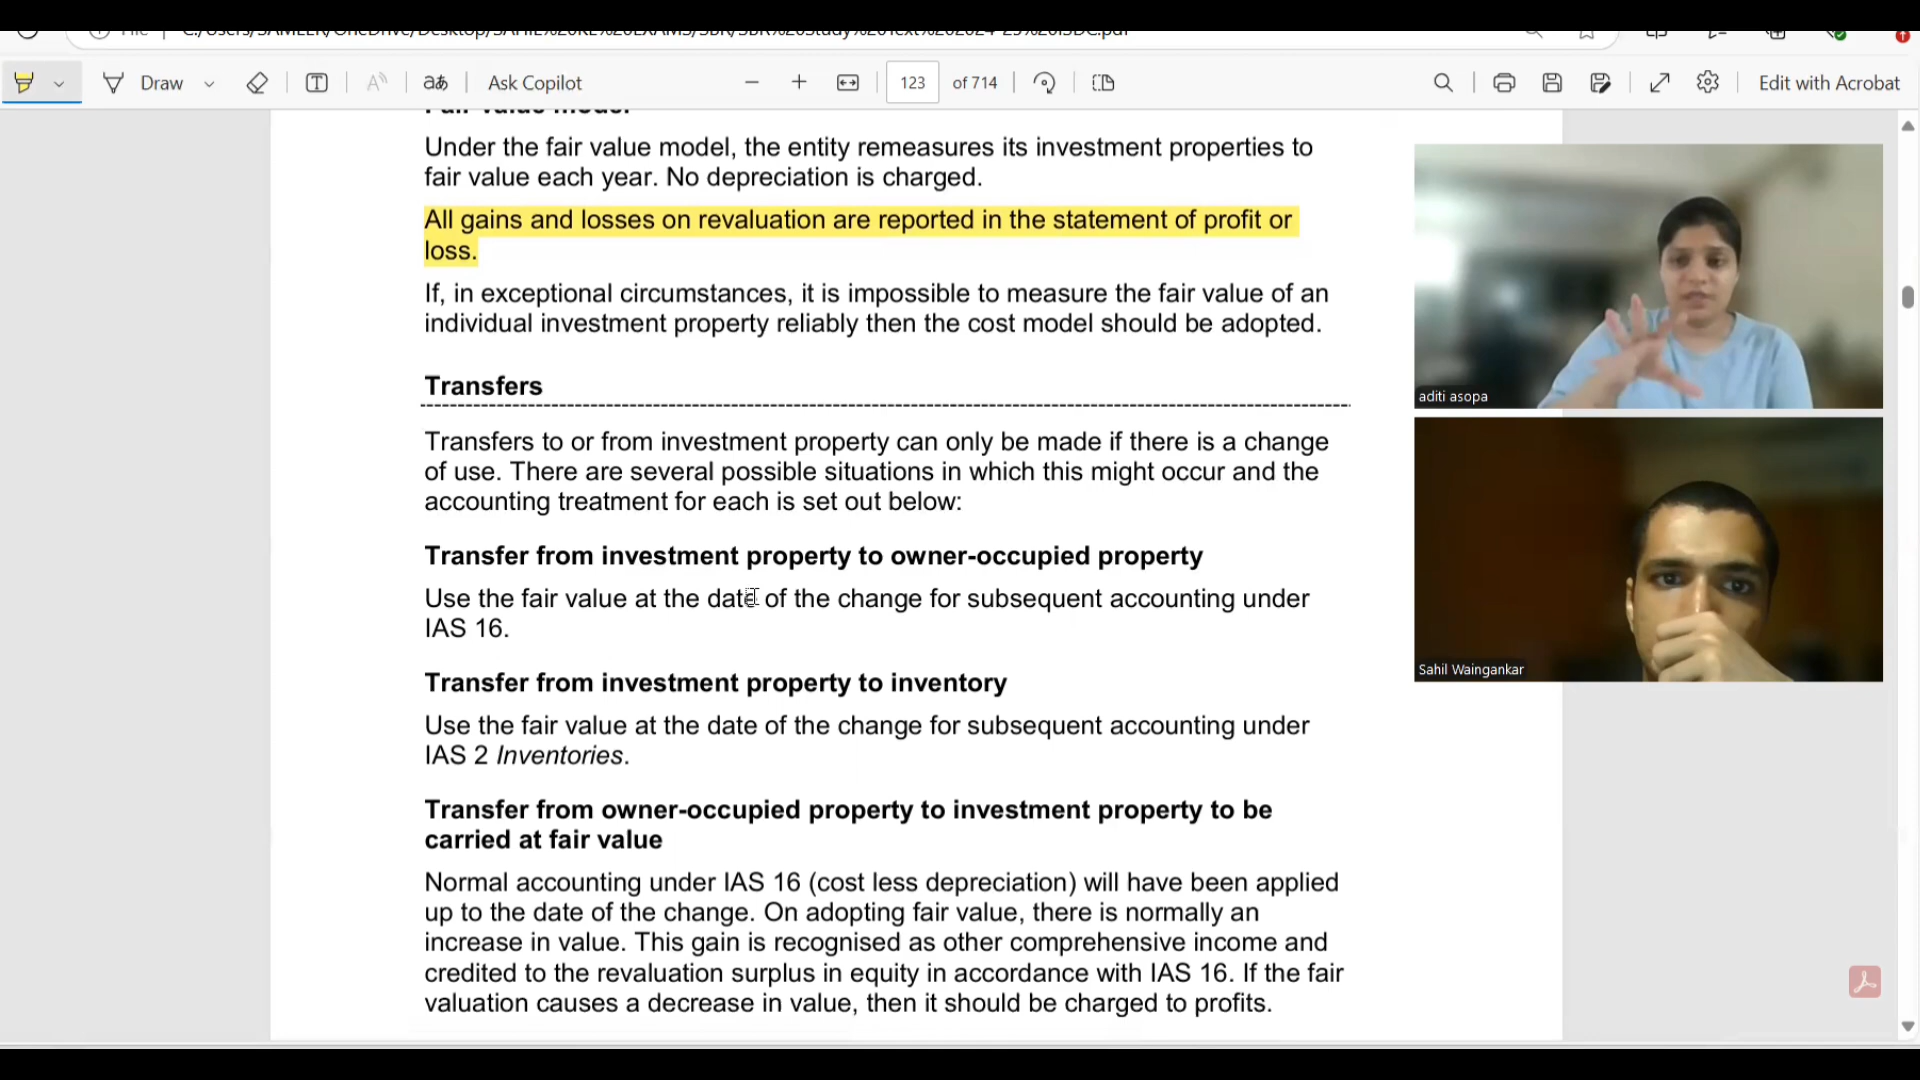 Draw
Ask Copilot
123 of 714
Edit with Acrobat
Under the fair value model, the entity remeasures its investment properties to
fair value each year. No depreciation is charged.
All gains and losses on revaluation are reported in the statement of profit or
loss.
If, in exceptional circumstances, it is impossible to measure the fair value of an
individual investment property reliably then the cost model should be adopted.
Transfers
Transfers to or from investment property can only be made if there is a change
of use. There are several possible situations in which this might occur and the
accounting treatment for each is set out below:
Transfer from investment property to owner-occupied property
Use the fair value at the date of the change for subsequent accounting under
IAS 16.
Transfer from investment property to inventory
Use the fair value at the date of the change for subsequent accounting under
IAS 2 Inventories.
Transfer from owner-occupied property to investment property to be
carried at fair value
Normal accounting under IAS 16 (cost less depreciation) will have been applied
up to the date of the change. On adopting fair value, there is normally an
increase in value. This gain is recognised as other comprehensive income and
credited to the revaluation surplus in equity in accordance with IAS 16. If the fair
valuation causes a decrease in value, then it should be charged to profits.
aditi asopa
Sahil Waingankar